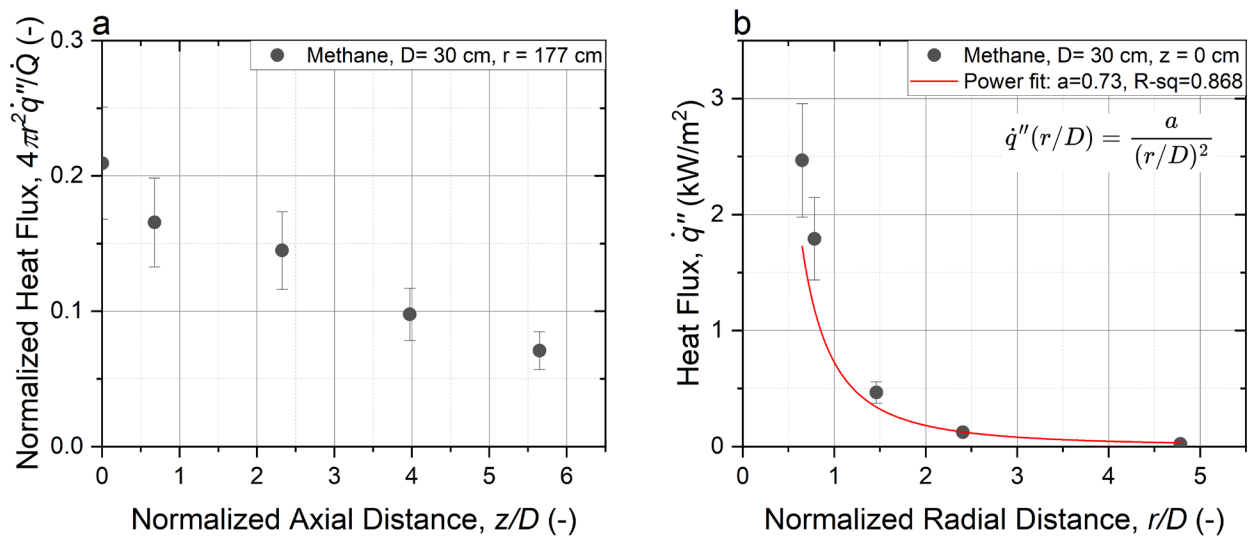 a
Normalized Heat Flux, 4πr²q̇″/Q̇ (-)
0.3
0.2
0.1
0.0
Methane, D= 30 cm, r = 177 cm
0 1 2 3 4 5 6
Normalized Axial Distance, z/D (-)
b
Heat Flux, q̇″ (kW/m²)
3
2
1
0
Methane, D= 30 cm, z = 0 cm
Power fit: a=0.73, R-sq=0.868
q̇″(r/D) = a/(r/D)²
0 1 2 3 4 5
Normalized Radial Distance, r/D (-)